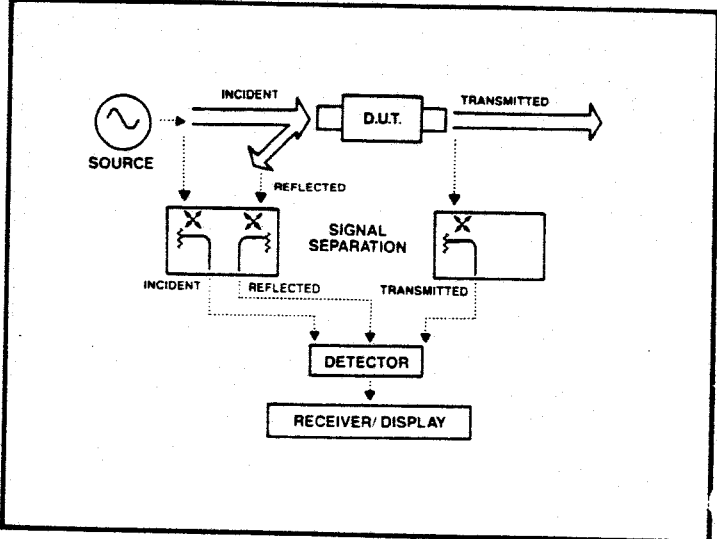 INCIDENT
D.U.T.
TRANSMITTED
SOURCE
REFLECTED
SIGNAL
SEPARATION
INCIDENT
REFLECTED
TRANSMITTED
DETECTOR
RECEIVER/DISPLAY